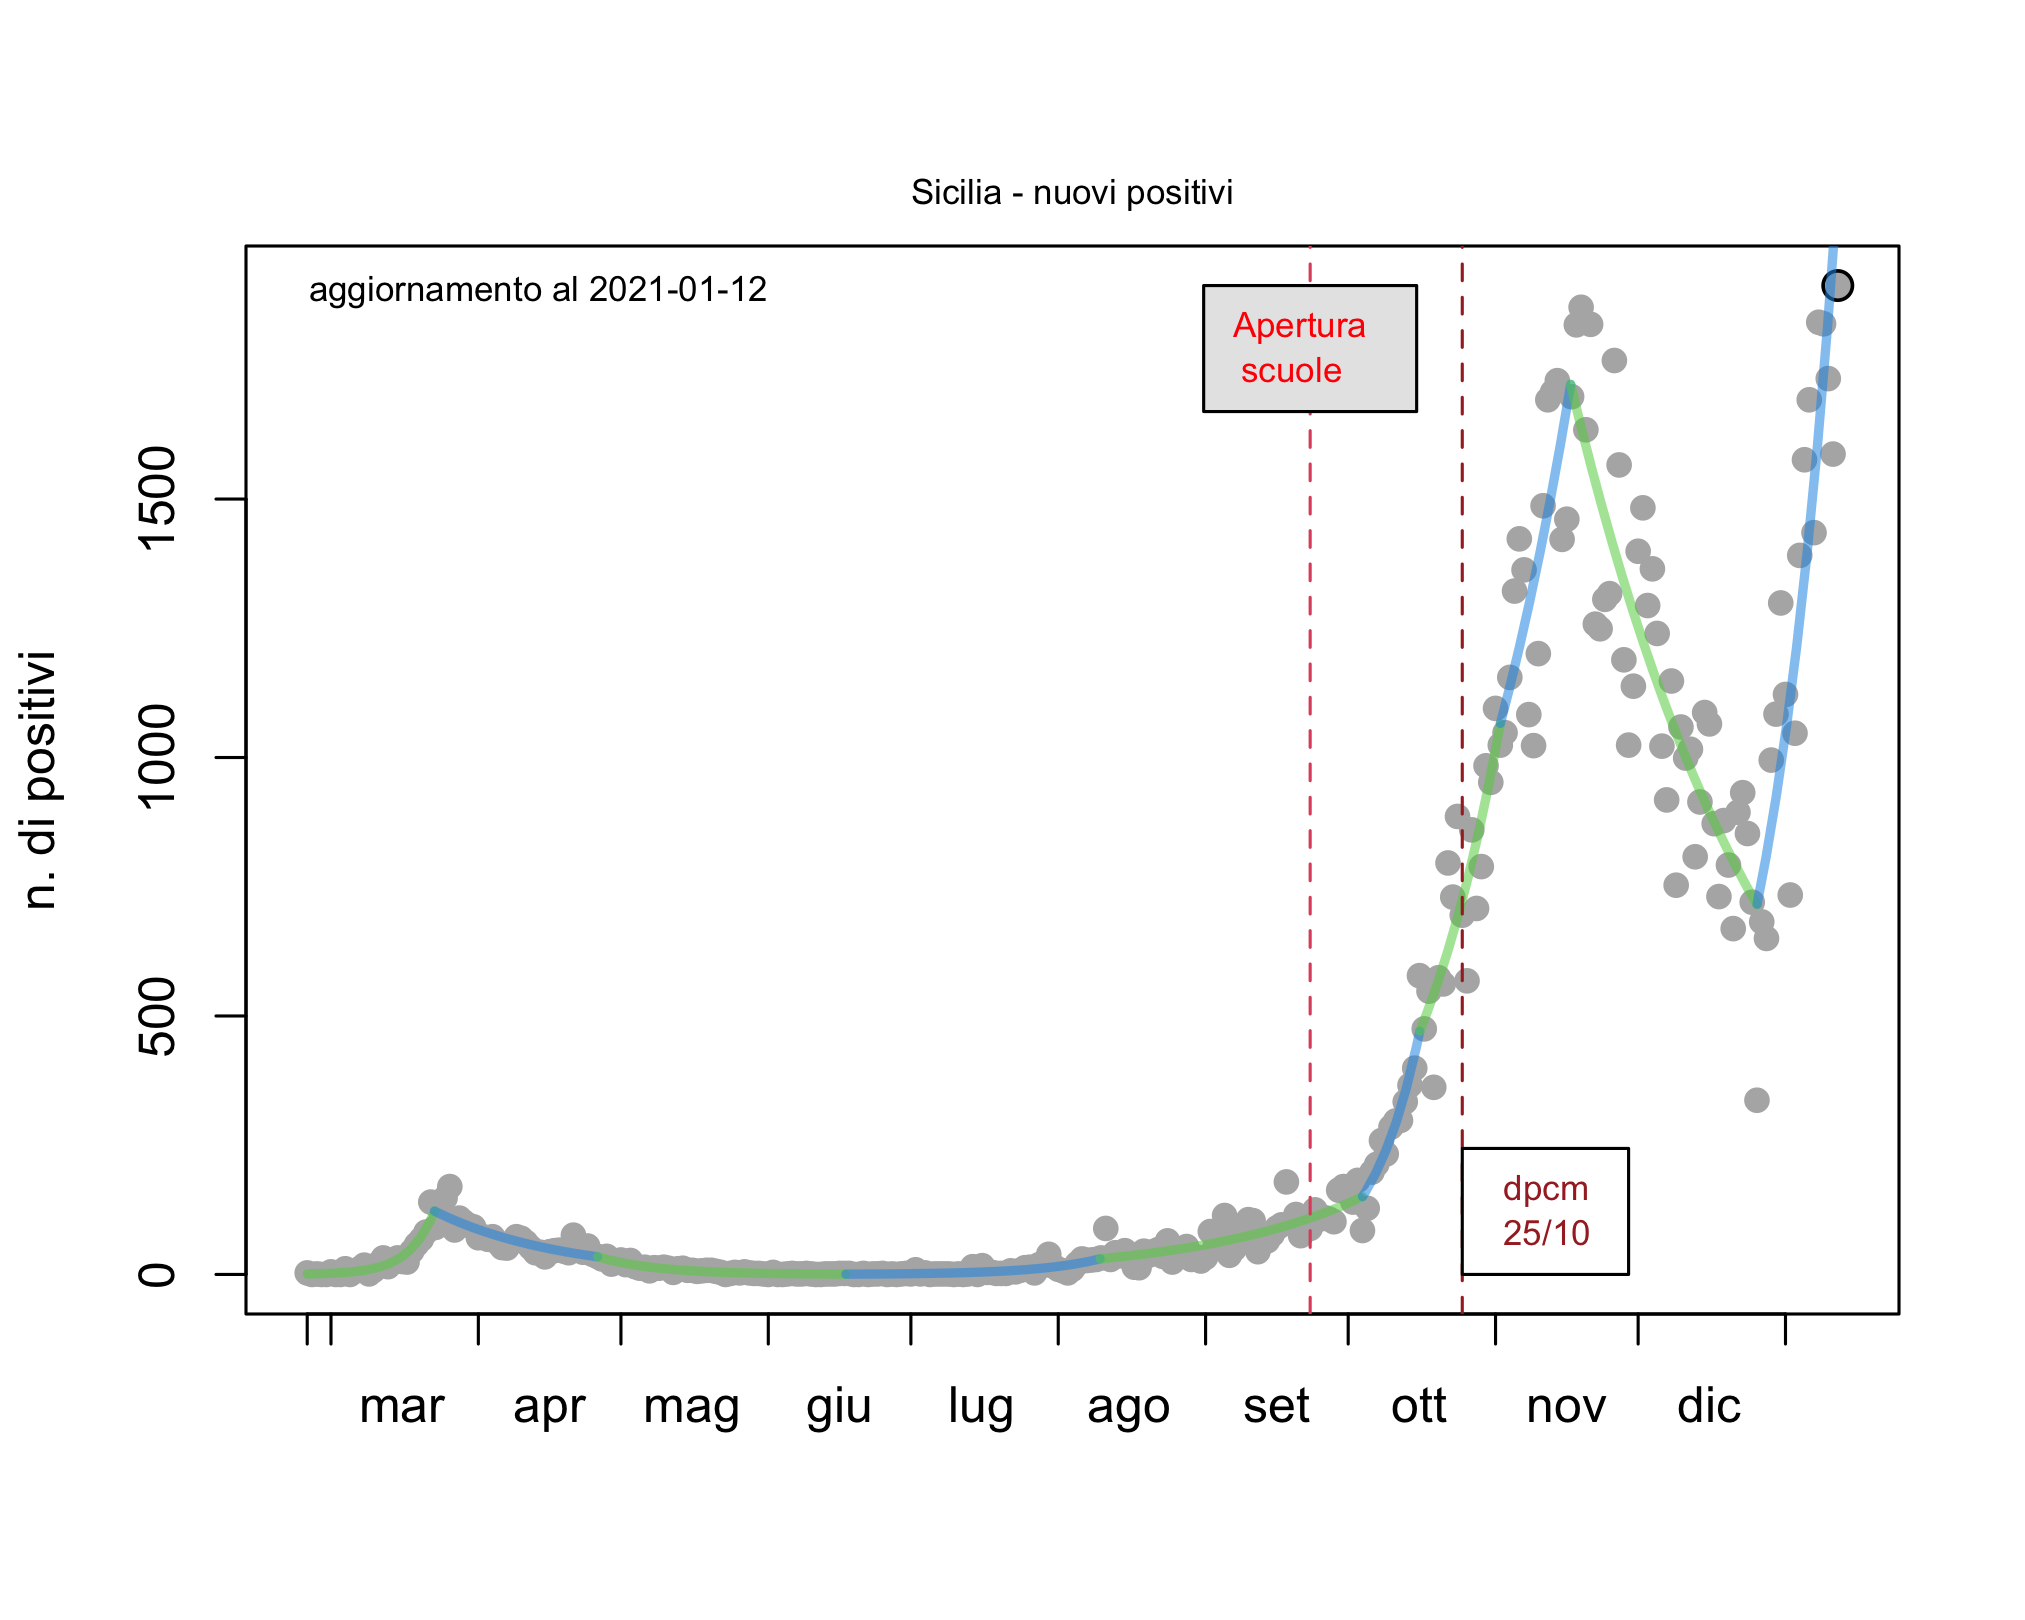 Sicilia - nuovi positivi
aggiornamento al 2021-01-12
Apertura
scuole
n. di positivi
1500
1000
500
0
dpcm
25/10
mar apr mag giu lug ago set ott nov dic